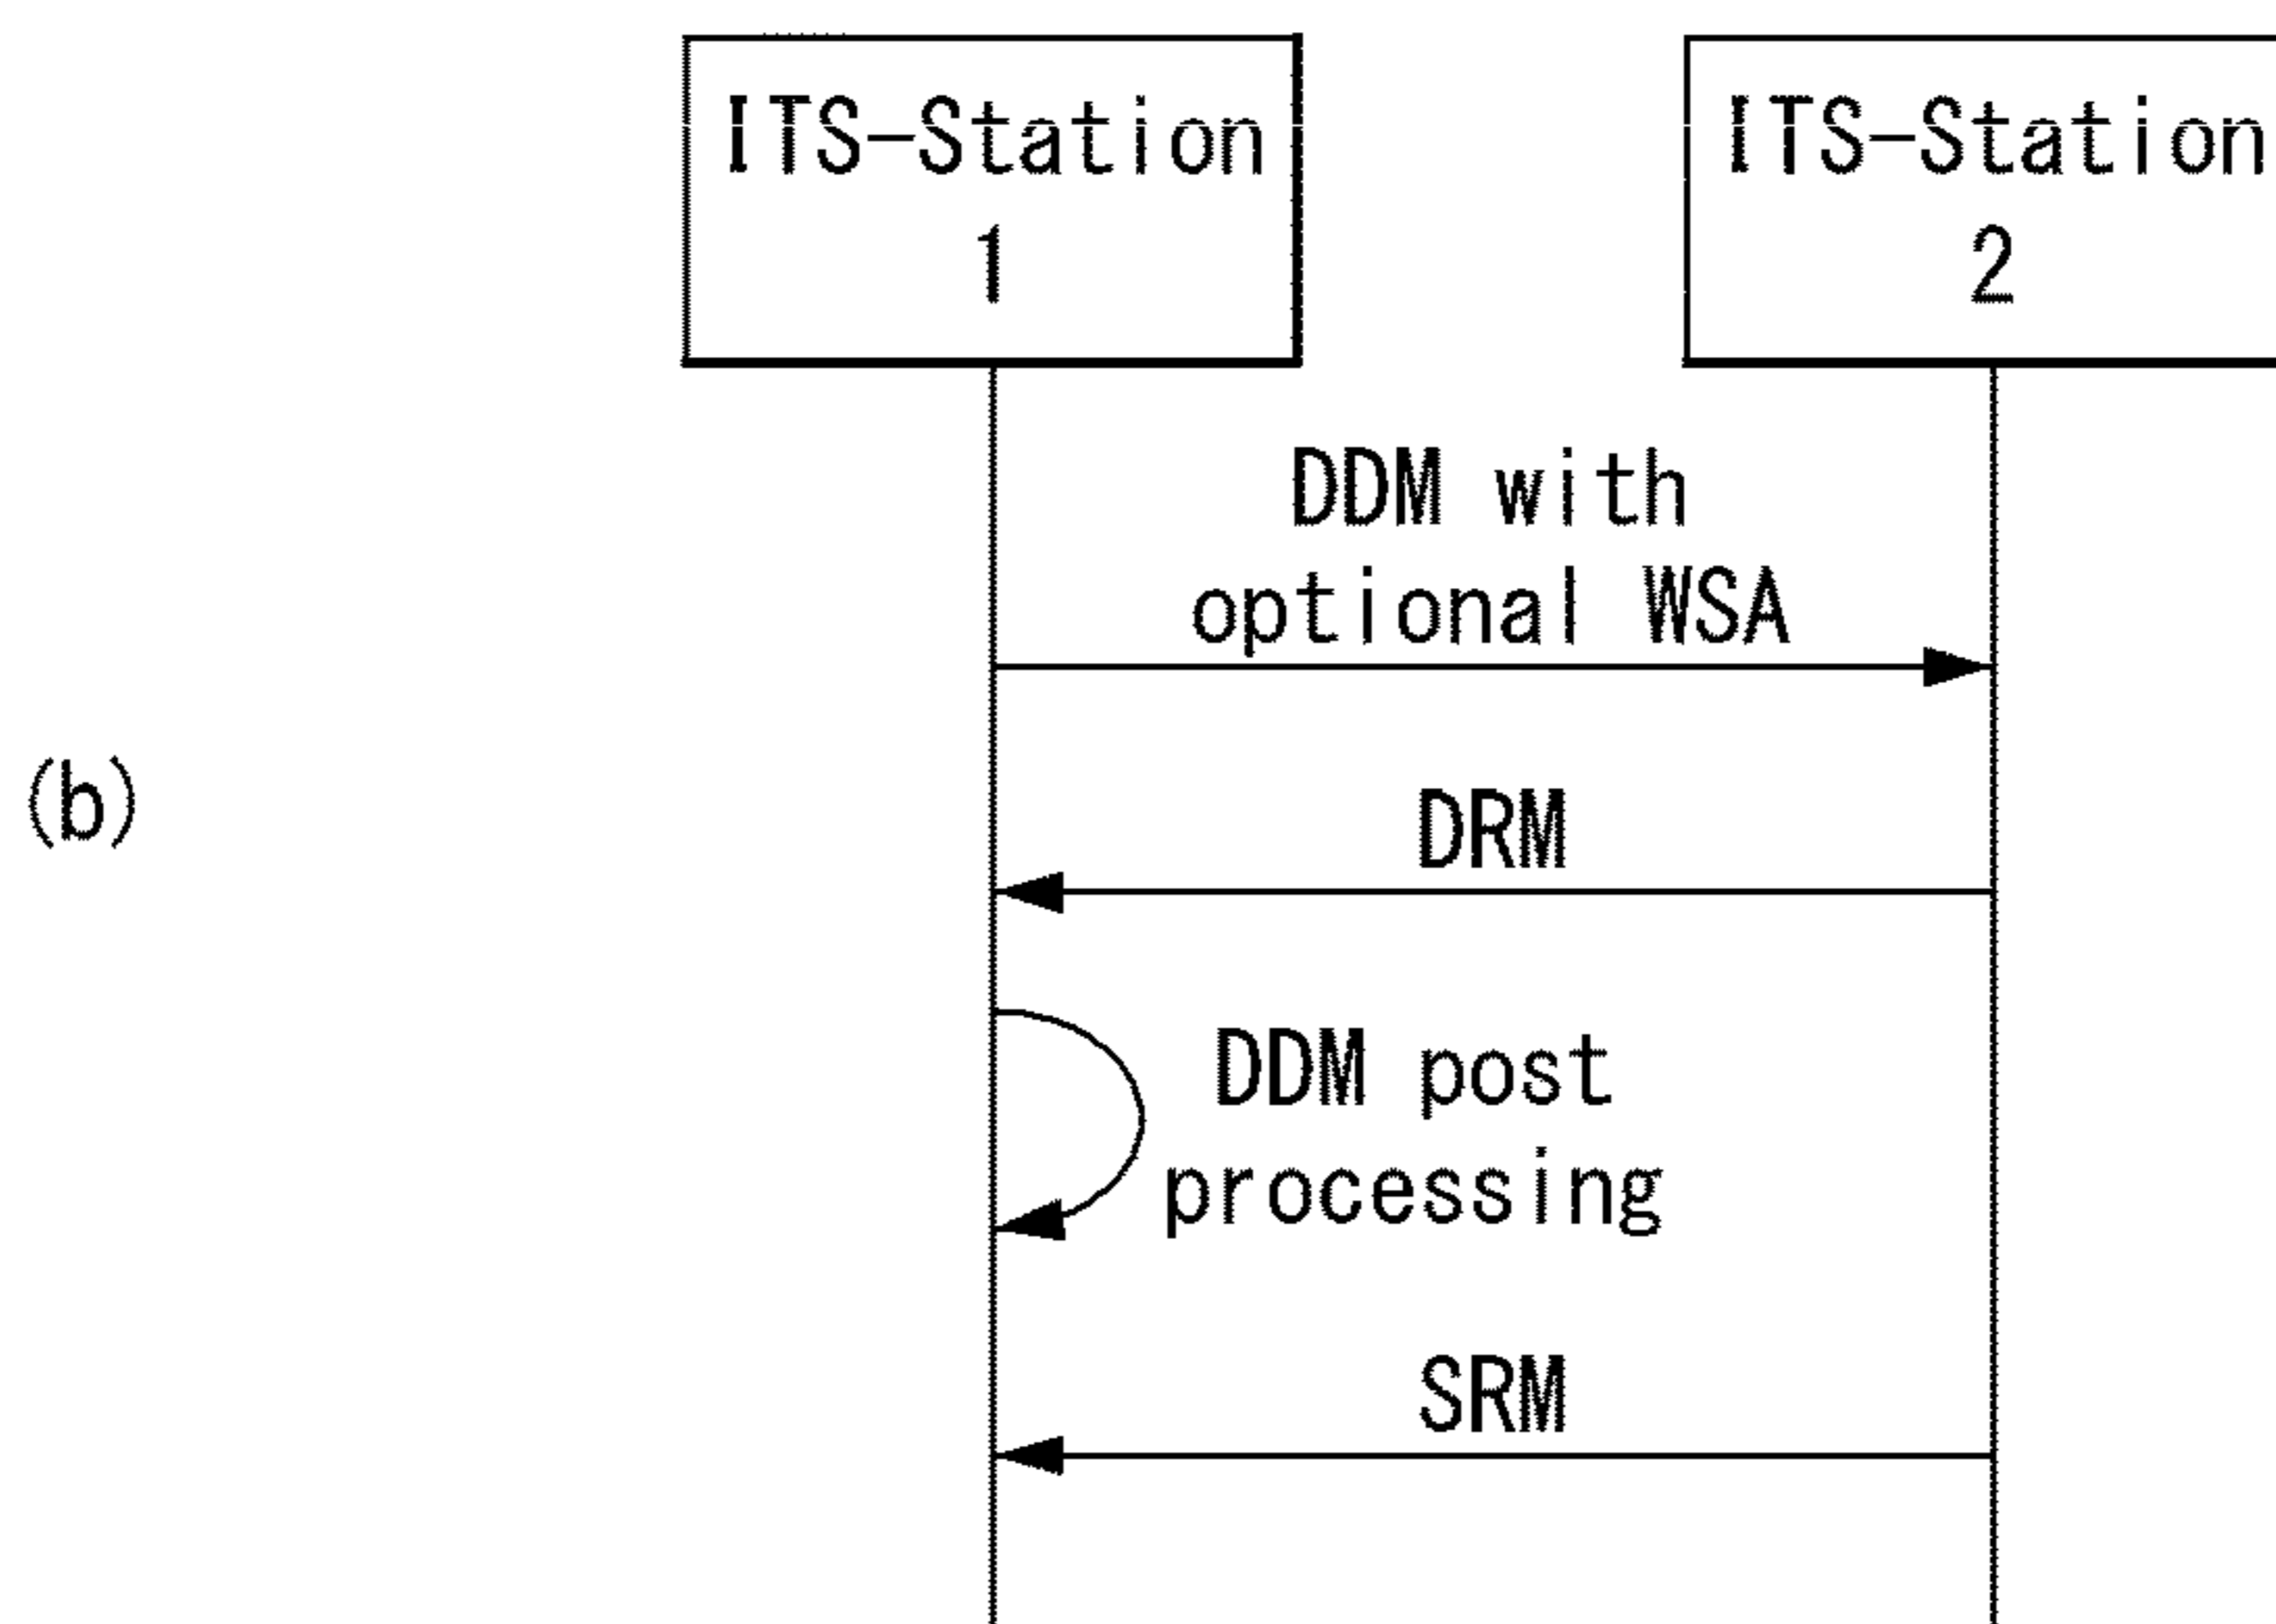 ITS-Station
1
ITS-Station
2
DDM with
optional WSA
(b)
DRM
DDM post
processing
SRM